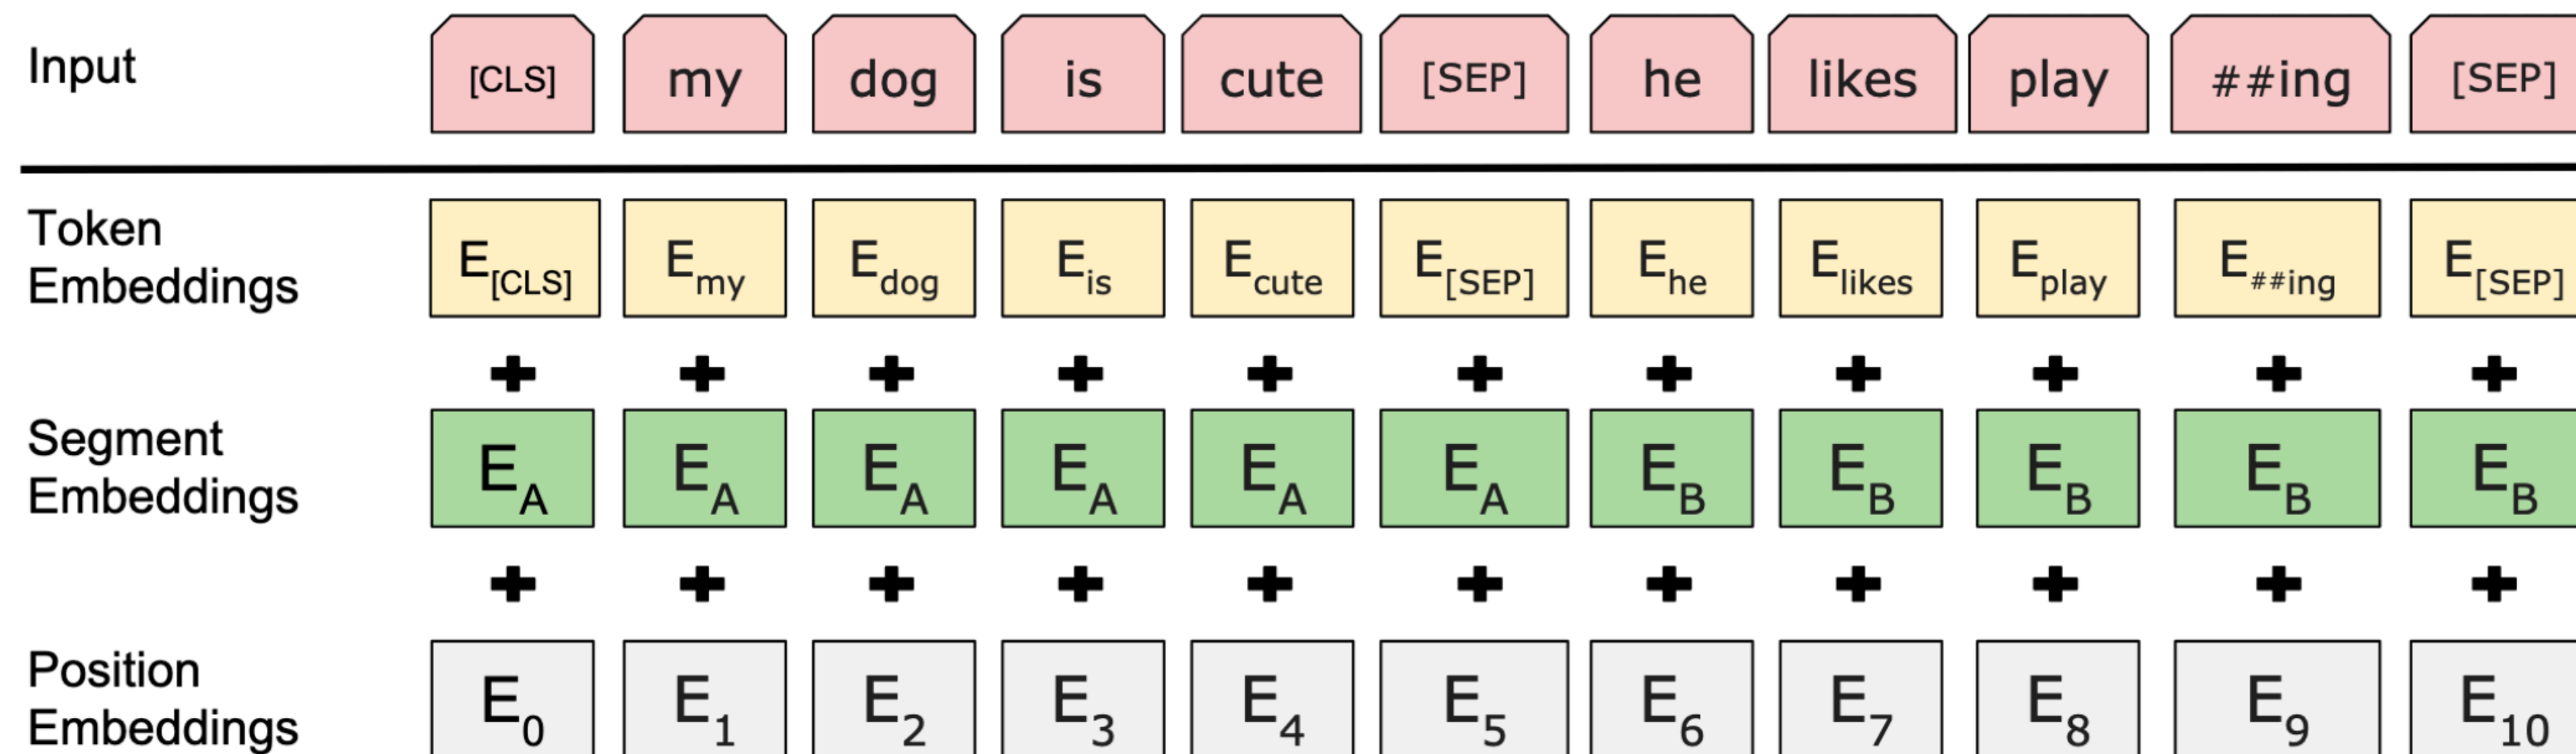 Input [CLS] my dog is cute [SEP] he likes play ##ing [SEP]
Token
Embeddings E[CLS] Emy Edog Eis Ecute E[SEP] Ehe Elikes Eplay E##ing E[SEP]
+ + + + + + + + + + +
Segment
Embeddings EA EA EA EA EA EA EB EB EB EB EB
+ + + + + + + + + + +
Position
Embeddings E0 E1 E2 E3 E4 E5 E6 E7 E8 E9 E10